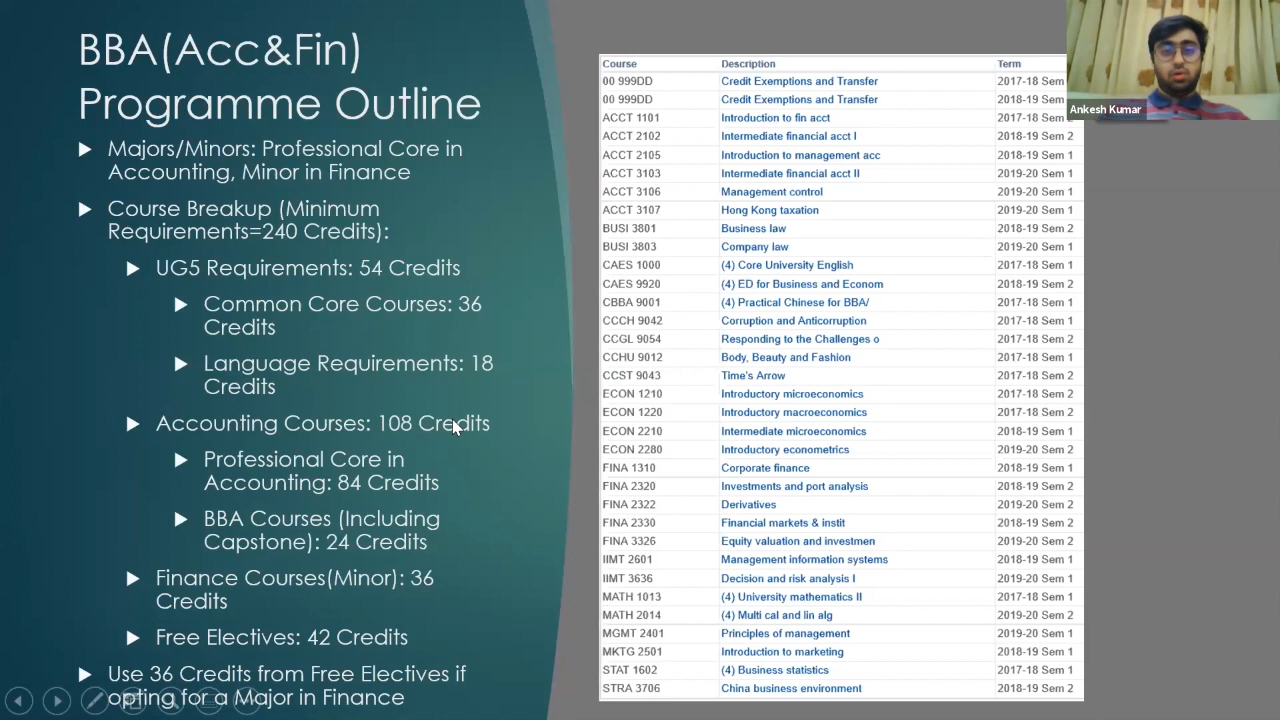 BBA(Acc&Fin)
Programme Outline
Majors/Minors: Professional Core in
Accounting, Minor in Finance
Course Breakup (Minimum
Requirements=240 Credits):
UG5 Requirements: 54 Credits
Common Core Courses: 36
Credits
Language Requirements: 18
Credits
Accounting Courses: 108 Credits
Professional Core in
Accounting: 84 Credits
BBA Courses (Including
Capstone): 24 Credits
Finance Courses(Minor): 36
Credits
Free Electives: 42 Credits
Use 36 Credits from Free Electives if
opting for a Major in Finance
Course Description Term
00 999DD Credit Exemptions and Transfer 2017-18 Sem
00 999DD Credit Exemptions and Transfer 2018-19 Sem
ACCT 1101 Introduction to fin acct 2017-18 Sem 2
ACCT 2102 Intermediate financial acct I 2018-19 Sem 2
ACCT 2105 Introduction to management acc 2018-19 Sem 1
ACCT 3103 Intermediate financial acct II 2019-20 Sem 1
ACCT 3106 Management control 2019-20 Sem 1
ACCT 3107 Hong Kong taxation 2019-20 Sem 1
BUSI 3801 Business law 2018-19 Sem 2
BUSI 3803 Company law 2019-20 Sem 1
CAES 1000 (4) Core University English 2017-18 Sem 1
CAES 9920 (4) ED for Business and Econom 2018-19 Sem 2
CBBA 9001 (4) Practical Chinese for BBA/ 2017-18 Sem 1
CCCH 9042 Corruption and Anticorruption 2017-18 Sem 1
CCGL 9054 Responding to the Challenges o 2017-18 Sem 2
CCHU 9012 Body, Beauty and Fashion 2017-18 Sem 1
CCST 9043 Time's Arrow 2017-18 Sem 2
ECON 1210 Introductory microeconomics 2017-18 Sem 2
ECON 1220 Introductory macroeconomics 2017-18 Sem 2
ECON 2210 Intermediate microeconomics 2018-19 Sem 1
ECON 2280 Introductory econometrics 2019-20 Sem 2
FINA 1310 Corporate finance 2018-19 Sem 1
FINA 2320 Investments and port analysis 2018-19 Sem 2
FINA 2322 Derivatives 2019-20 Sem 2
FINA 2330 Financial markets & instit 2018-19 Sem 2
FINA 3326 Equity valuation and investmen 2019-20 Sem 2
IIMT 2601 Management information systems 2018-19 Sem 1
IIMT 3636 Decision and risk analysis I 2019-20 Sem 1
MATH 1013 (4) University mathematics II 2017-18 Sem 1
MATH 2014 (4) Multi cal and lin alg 2019-20 Sem 2
MGMT 2401 Principles of management 2019-20 Sem 1
MKTG 2501 Introduction to marketing 2018-19 Sem 1
STAT 1602 (4) Business statistics 2017-18 Sem 1
STRA 3706 China business environment 2018-19 Sem 2
Ankesh Kumar